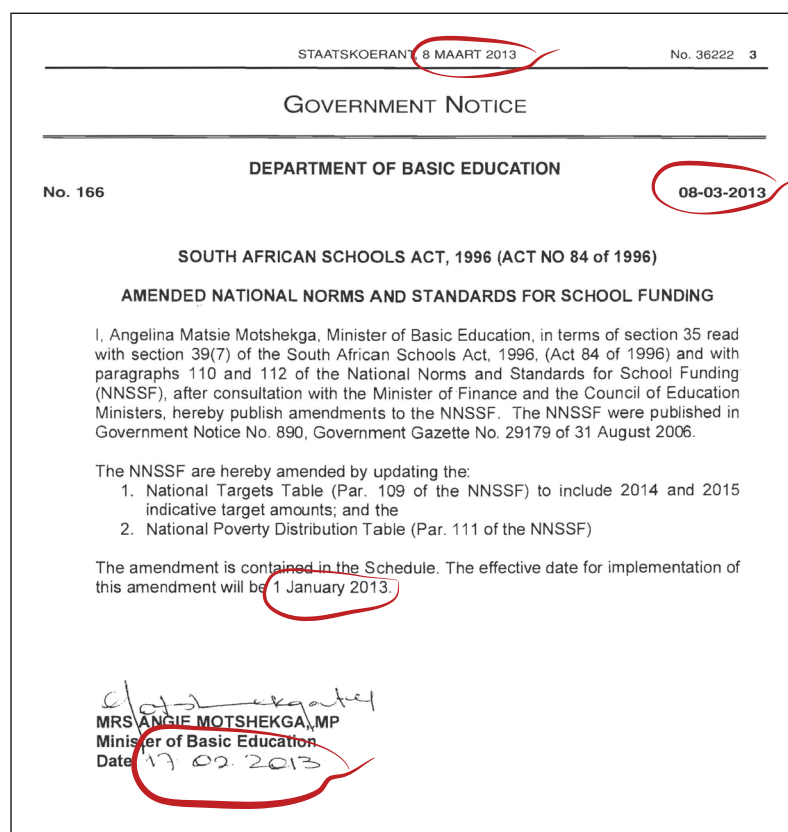 STAATSKOERANT, 8 MAART 2013 No. 36222 3
GOVERNMENT NOTICE
DEPARTMENT OF BASIC EDUCATION
No. 166 08-03-2013
SOUTH AFRICAN SCHOOLS ACT, 1996 (ACT NO 84 of 1996)
AMENDED NATIONAL NORMS AND STANDARDS FOR SCHOOL FUNDING
I, Angelina Matsie Motshekga, Minister of Basic Education, in terms of section 35 read
with section 39(7) of the South African Schools Act, 1996, (Act 84 of 1996) and with
paragraphs 110 and 112 of the National Norms and Standards for School Funding
(NNSSF), after consultation with the Minister of Finance and the Council of Education
Ministers, hereby publish amendments to the NNSSF. The NNSSF were published in
Government Notice No. 890, Government Gazette No. 29179 of 31 August 2006.
The NNSSF are hereby amended by updating the:
1. National Targets Table (Par. 109 of the NNSSF) to include 2014 and 2015
indicative target amounts; and the
2. National Poverty Distribution Table (Par. 111 of the NNSSF)
The amendment is contained in the Schedule. The effective date for implementation of
this amendment will be 1 January 2013.
MRS ANGIE MOTSHEKGA, MP
Minister of Basic Education
Date 17 02 2013